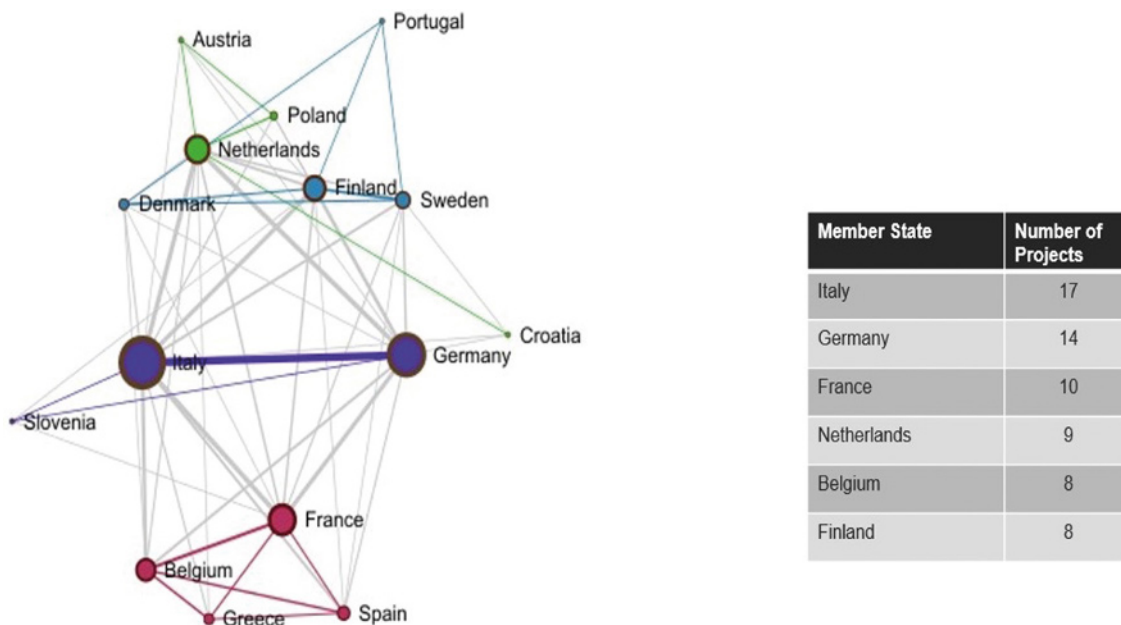 Portugal
Austria
Poland
Netherlands
Finland
Denmark
Sweden
Croatia
Italy
Germany
Slovenia
France
Belgium
Greece
Spain
Member State
Number of
Projects
Italy
17
Germany
14
France
10
Netherlands
9
Belgium
8
Finland
8